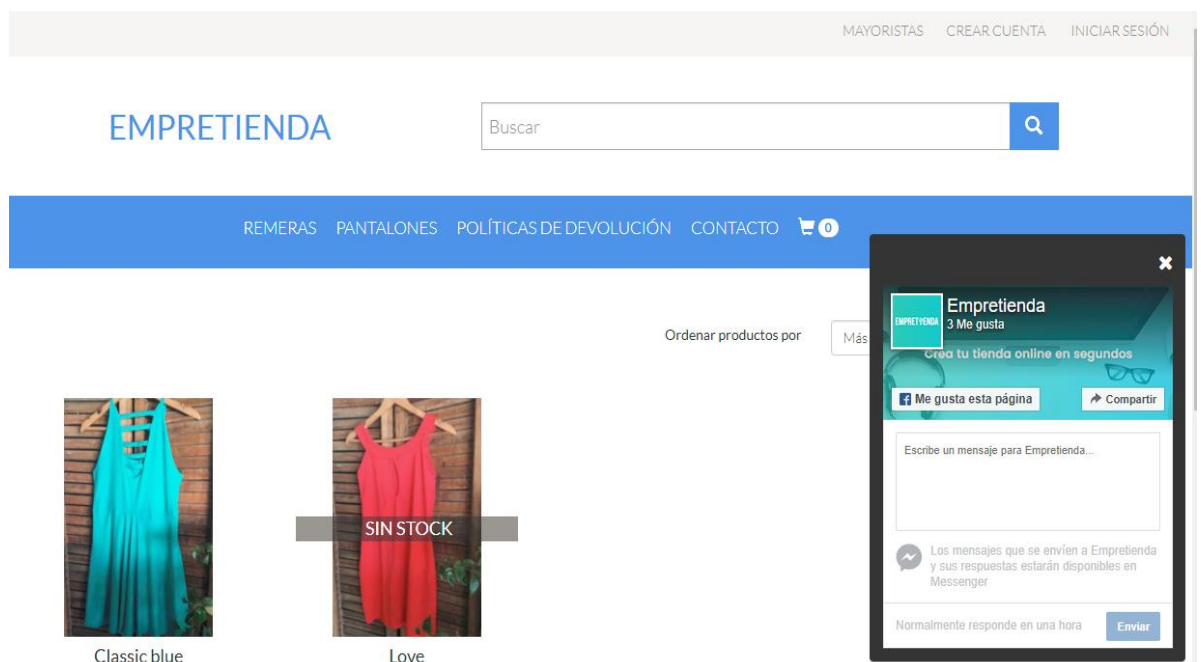 MAYORISTAS CREAR CUENTA INICIAR SESIÓN
EMPRETIENDA
Buscar
REMERAS PANTALONES POLÍTICAS DE DEVOLUCIÓN CONTACTO 0
Ordenar productos por Más
SIN STOCK
Classic blue
Love
EMPRETIENDA
Empretienda
3 Me gusta
Crea tu tienda online en segundos
Me gusta esta página
Compartir
Escribe un mensaje para Empretienda...
Los mensajes que se envíen a Empretienda
y sus respuestas estarán disponibles en
Messenger
Normalmente responde en una hora
Enviar